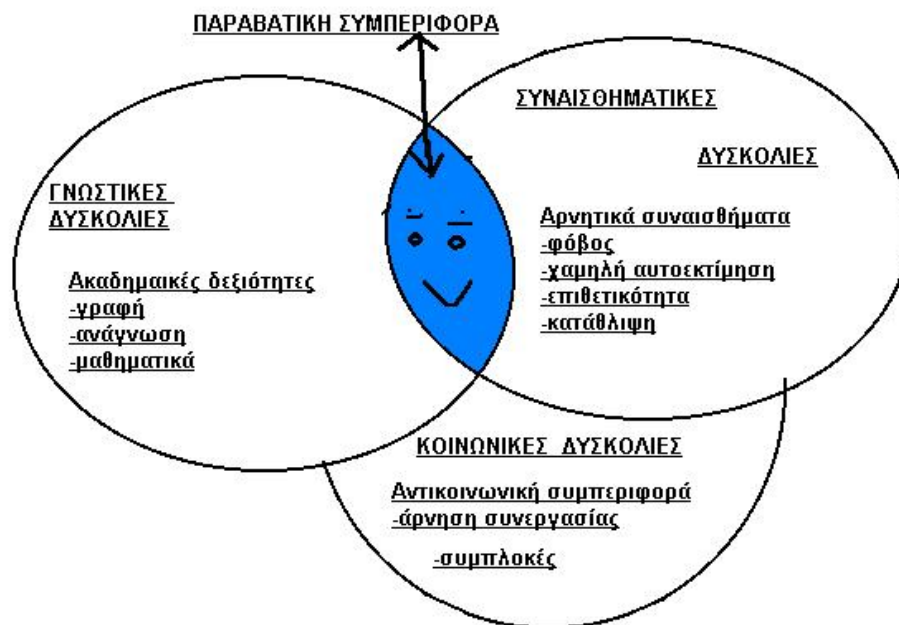 ΠΑΡΑΒΑΤΙΚΗ ΣΥΜΠΕΡΙΦΟΡΑ
ΓΝΩΣΤΙΚΕΣ
ΔΥΣΚΟΛΙΕΣ
Ακαδημαικές δεξιότητες
-γραφή
-ανάγνωση
-μαθηματικά
ΣΥΝΑΙΣΘΗΜΑΤΙΚΕΣ
ΔΥΣΚΟΛΙΕΣ
Αρνητικά συναισθήματα
-φόβος
-χαμηλή αυτοεκτίμηση
-επιθετικότητα
-κατάθλιψη
ΚΟΙΝΩΝΙΚΕΣ ΔΥΣΚΟΛΙΕΣ
Αντικοινωνική συμπεριφορά
-άρνηση συνεργασίας
-συμπλοκές